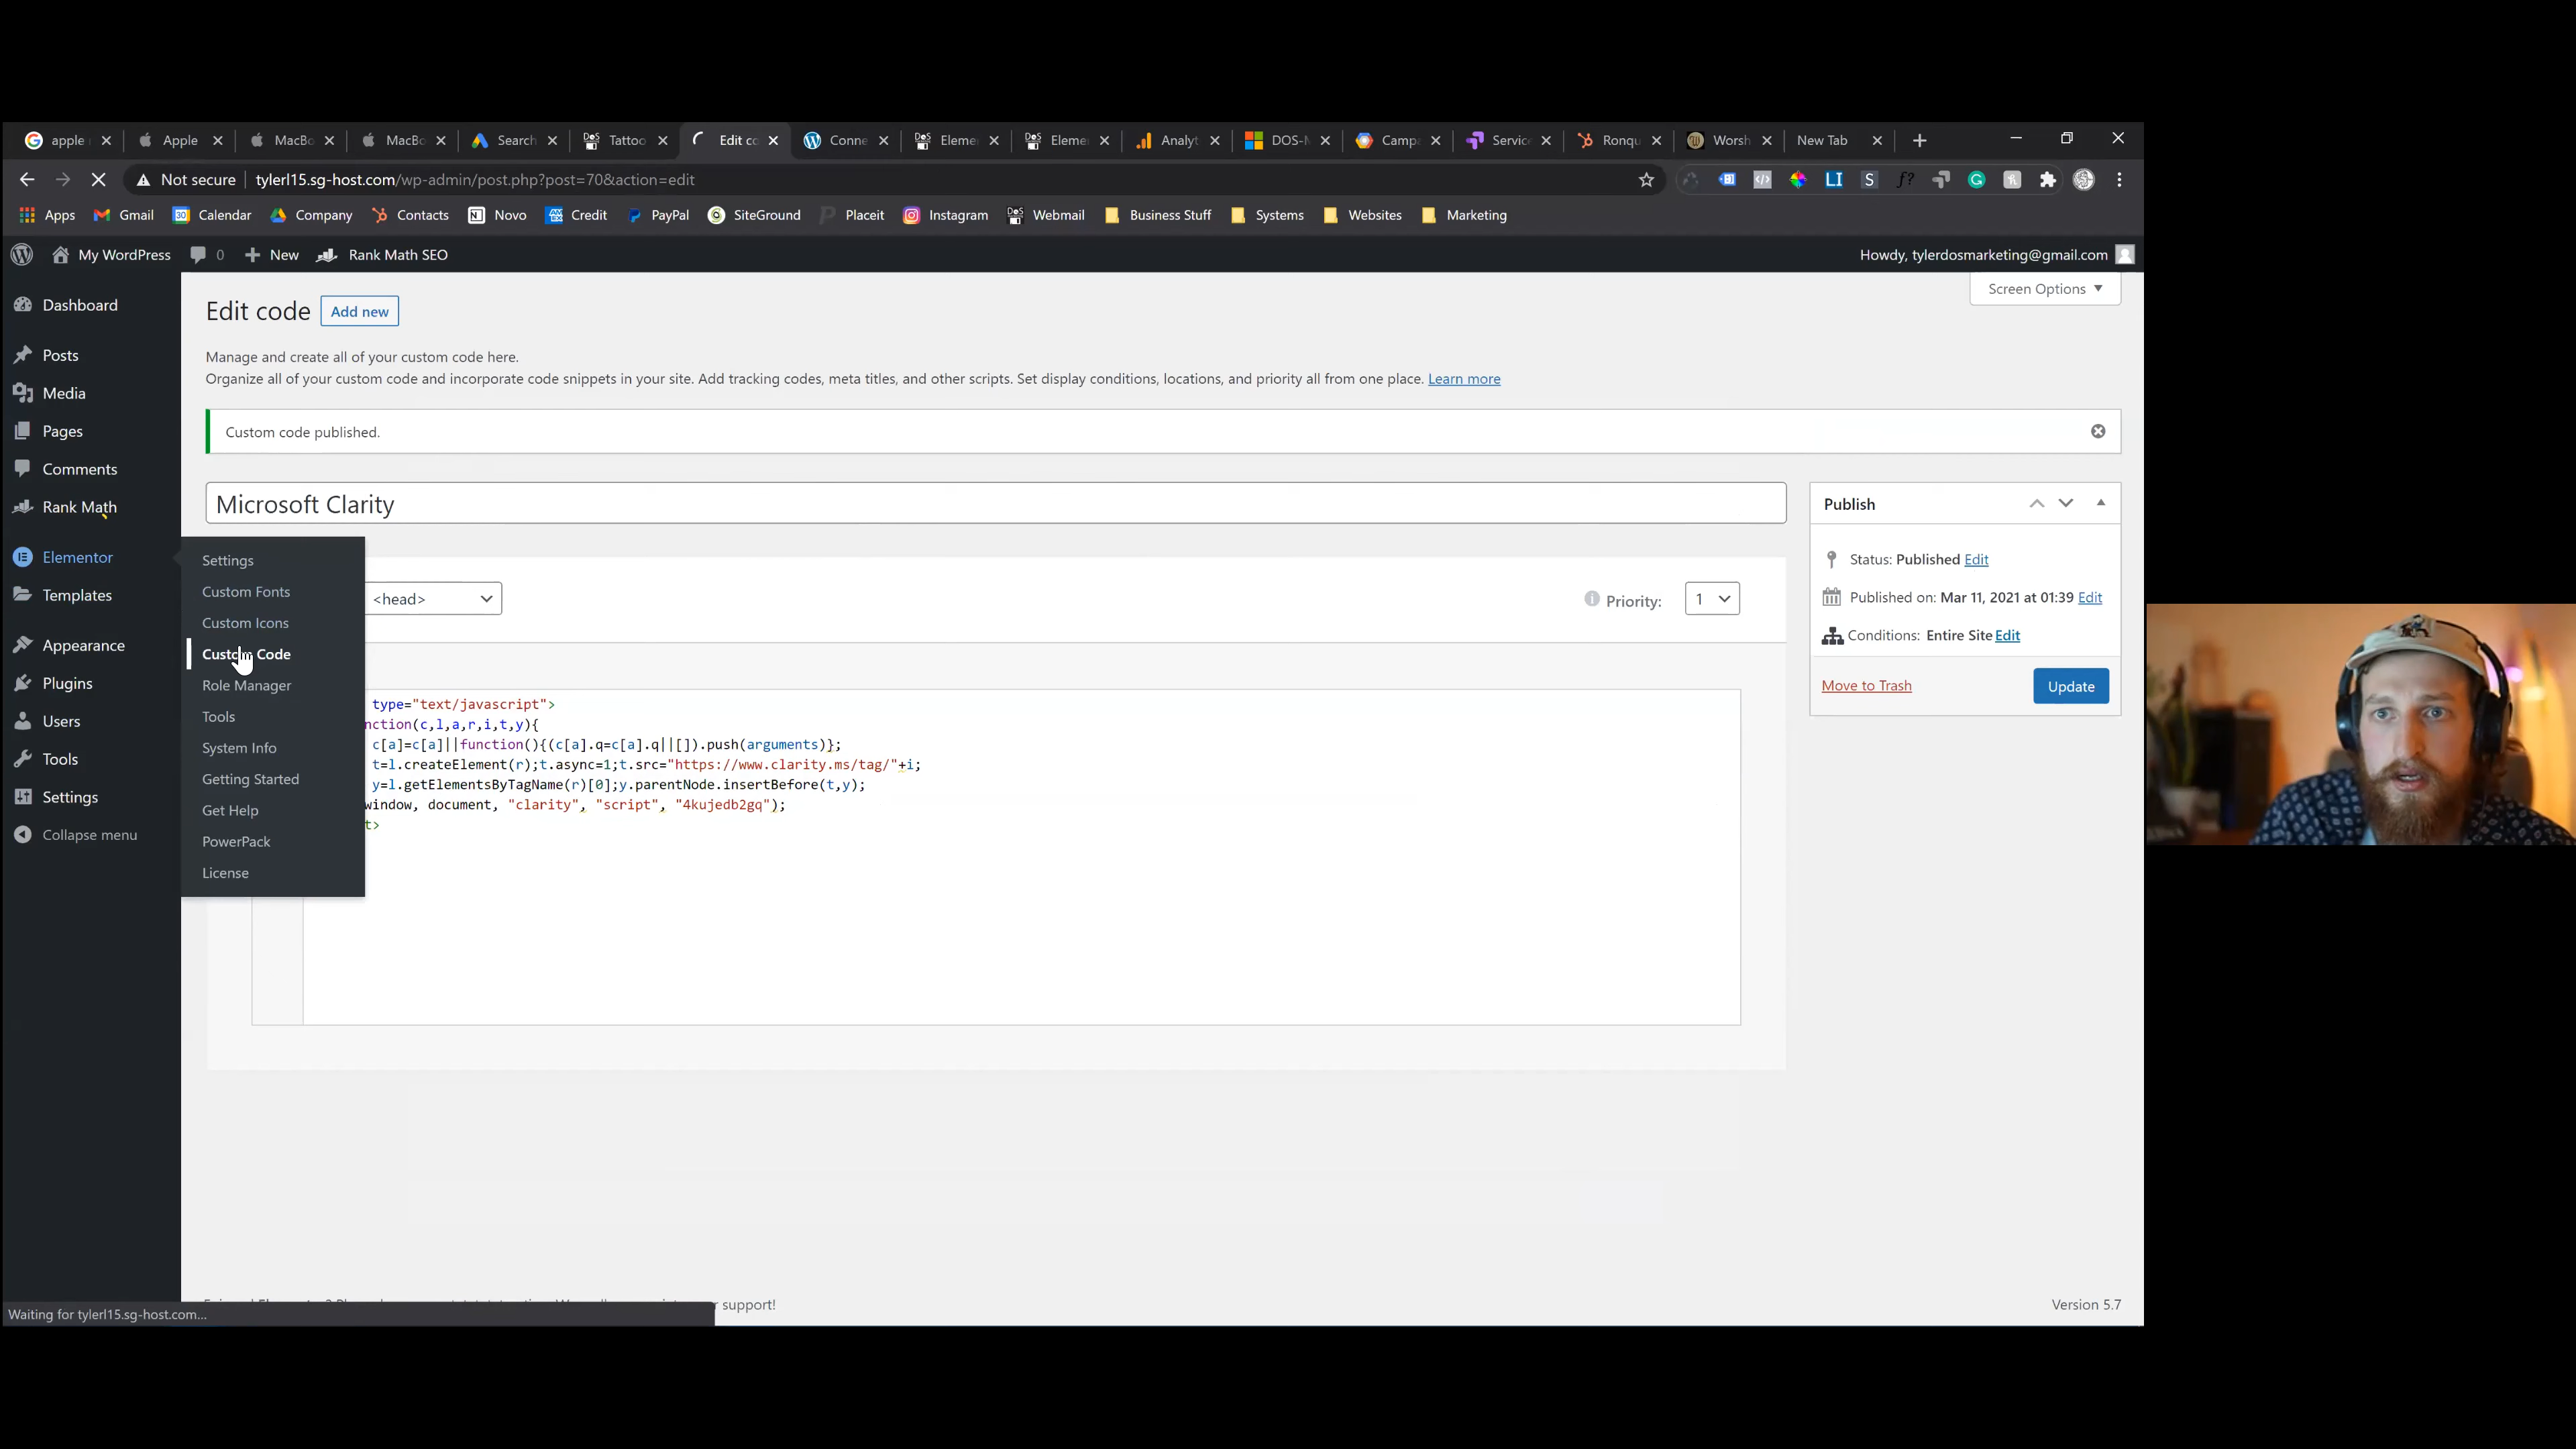 apple
Apple
MacBo
MacBo
Search
Tattoo
Edit co
Conne
Eleme
Eleme
Analyt
DOS-M
Campa
Service
Ronqu
Worsh
New Tab
Not secure
tylerl15.sg-host.com/wp-admin/post.php?post=70&action=edit
Apps Gmail Calendar Company Contacts Novo Credit PayPal SiteGround Placeit Instagram Webmail Business Stuff Systems Websites Marketing
My WordPress 0 New Rank Math SEO
Howdy, tylerdosmarketing@gmail.com
Screen Options
Dashboard
Posts
Media
Pages
Comments
Rank Math
Elementor
Templates
Appearance
Plugins
Users
Tools
Settings
Collapse menu
Settings
Custom Fonts
Custom Icons
Custom Code
Role Manager
Tools
System Info
Getting Started
Get Help
PowerPack
License
Edit code Add new
Manage and create all of your custom code here.
Organize all of your custom code and incorporate code snippets in your site. Add tracking codes, meta titles, and other scripts. Set display conditions, locations, and priority all from one place. Learn more
Custom code published.
Microsoft Clarity
<head>
Priority: 1
type="text/javascript">
nction(c,l,a,r,i,t,y){
c[a]=c[a]||function(){(c[a].q=c[a].q||[]).push(arguments)};
t=l.createElement(r);t.async=1;t.src="https://www.clarity.ms/tag/"+i;
y=l.getElementsByTagName(r)[0];y.parentNode.insertBefore(t,y);
window, document, "clarity", "script", "4kujedb2gq");
t>
Publish
Status: Published Edit
Published on: Mar 11, 2021 at 01:39 Edit
Conditions: Entire Site Edit
Move to Trash
Update
r support!
Version 5.7
Waiting for tylerl15.sg-host.com...